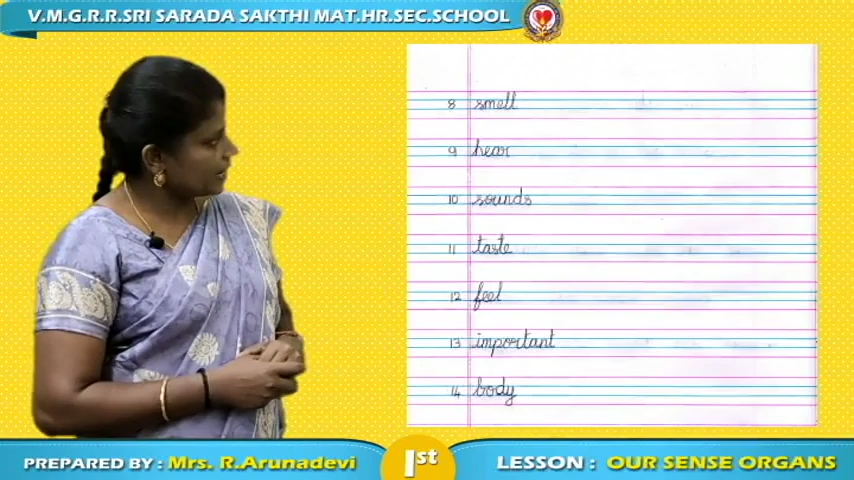 V.M.G.R.R.SRI SARADA SAKTHI MAT.HR.SEC.SCHOOL
8 smell
9 hear
10 sounds
11 taste
12 feel
13 important
14 body
PREPARED BY : Mrs. R.Arunadevi
1st
LESSON : OUR SENSE ORGANS